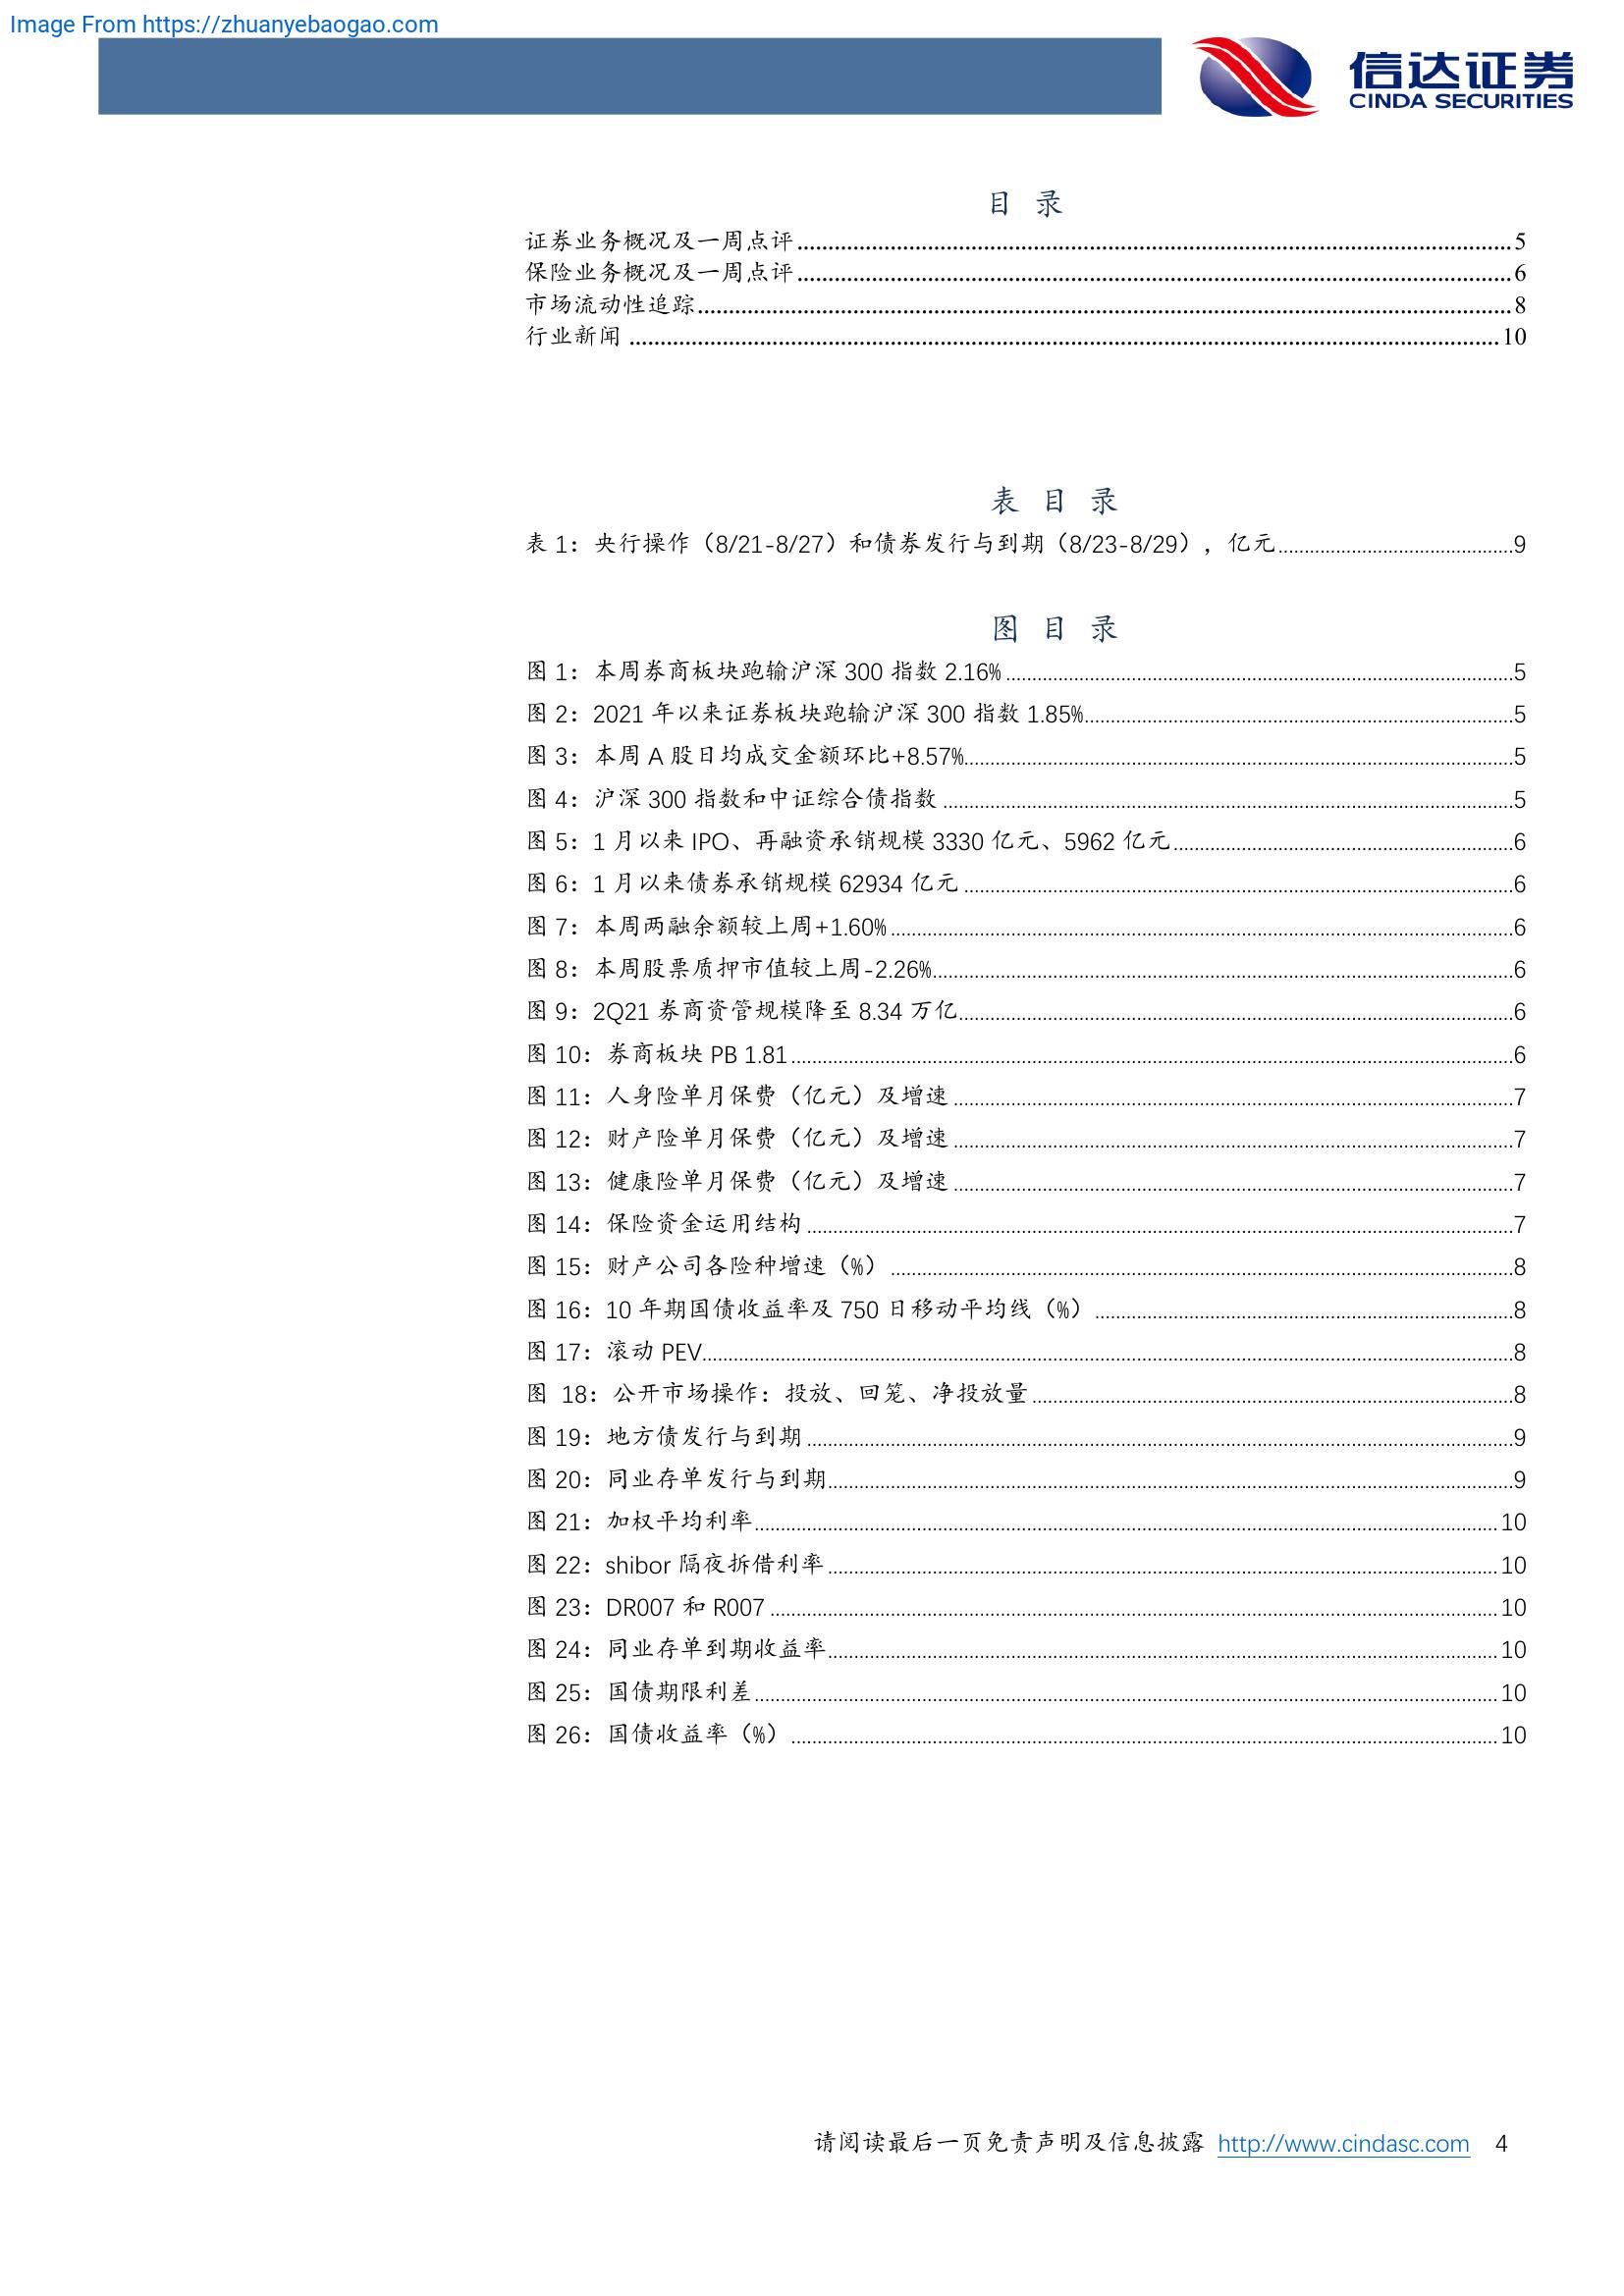 Image From https://zhuanyebaogao.com
信达证券
CINDA SECURITIES
目 录
证券业务概况及一周点评....................5
保险业务概况及一周点评....................6
市场流动性追踪....................8
行业新闻 ....................10
表 目 录
表 1：央行操作（8/21-8/27）和债券发行与到期（8/23-8/29），亿元....................9
图 目 录
图 1：本周券商板块跑输沪深 300 指数 2.16% ....................5
图 2：2021 年以来证券板块跑输沪深 300 指数 1.85%....................5
图 3：本周 A 股日均成交金额环比+8.57%....................5
图 4：沪深 300 指数和中证综合债指数 ....................5
图 5：1 月以来 IPO、再融资承销规模 3330 亿元、5962 亿元....................6
图 6：1 月以来债券承销规模 62934 亿元 ....................6
图 7：本周两融余额较上周+1.60% ....................6
图 8：本周股票质押市值较上周-2.26%....................6
图 9：2Q21 券商资管规模降至 8.34 万亿....................6
图 10：券商板块 PB 1.81 ....................6
图 11：人身险单月保费（亿元）及增速 ....................7
图 12：财产险单月保费（亿元）及增速 ....................7
图 13：健康险单月保费（亿元）及增速 ....................7
图 14：保险资金运用结构 ....................7
图 15：财产公司各险种增速（%） ....................8
图 16：10 年期国债收益率及 750 日移动平均线（%） ....................8
图 17：滚动 PEV....................8
图 18：公开市场操作：投放、回笼、净投放量 ....................8
图 19：地方债发行与到期 ....................9
图 20：同业存单发行与到期....................9
图 21：加权平均利率....................10
图 22：shibor 隔夜拆借利率 ....................10
图 23：DR007 和 R007 ....................10
图 24：同业存单到期收益率....................10
图 25：国债期限利差....................10
图 26：国债收益率（%） ....................10
请阅读最后一页免责声明及信息披露 http://www.cindasc.com 4